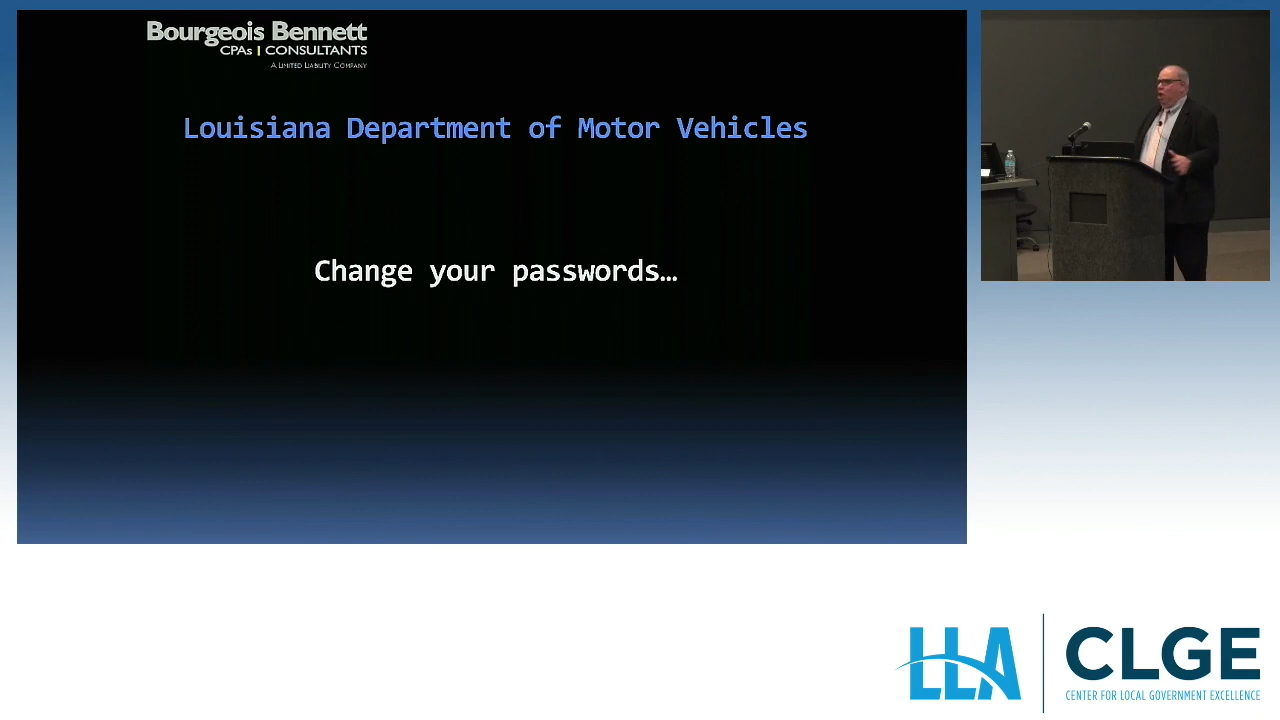 Bourgeois Bennett
CPAs | CONSULTANTS
A LIMITED LIABILITY COMPANY
Louisiana Department of Motor Vehicles
Change your passwords…
LLA
CLGE
CENTER FOR LOCAL GOVERNMENT EXCELLENCE